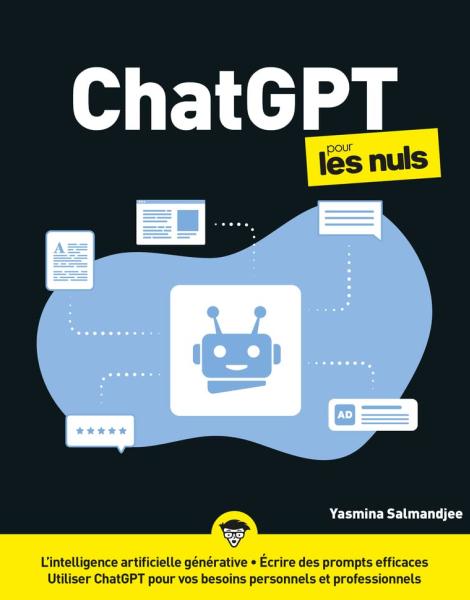 ChatGPT
pour
les nuls
A
AD
Yasmina Salmandjee
L'intelligence artificielle générative • Écrire des prompts efficaces
Utiliser ChatGPT pour vos besoins personnels et professionnels